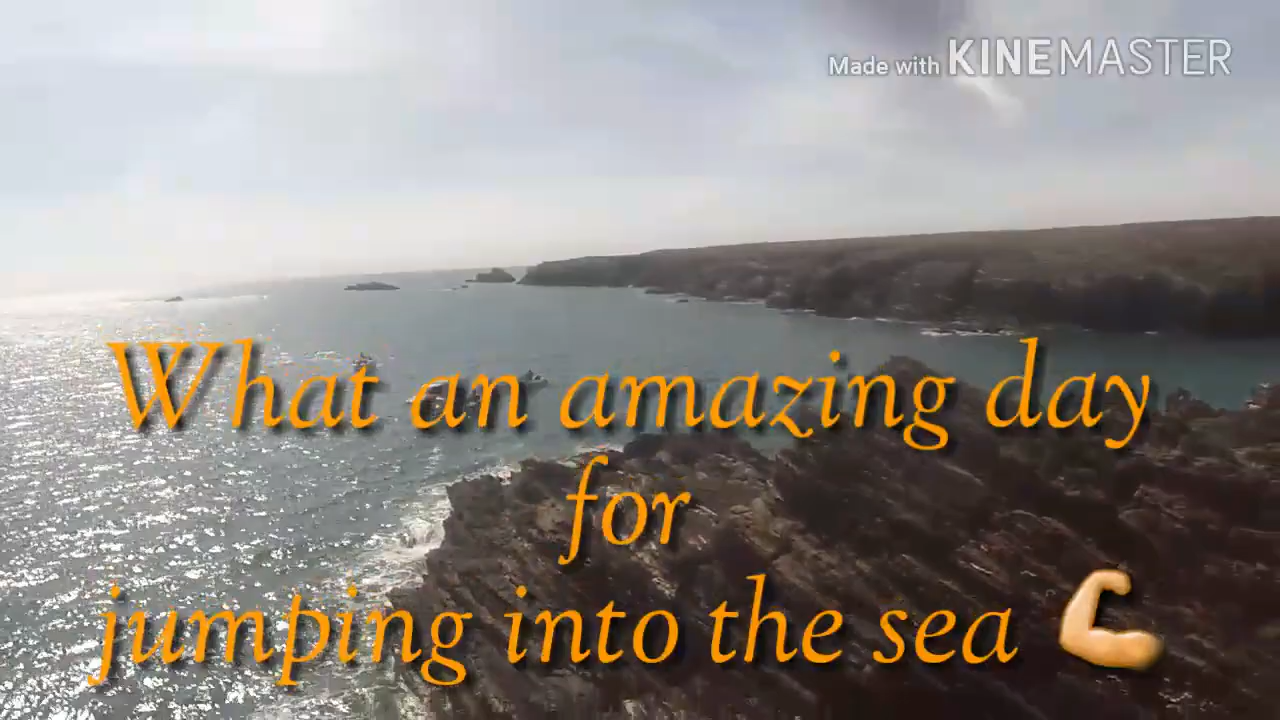 Made with KINEMASTER
What an amazing day
for
jumping into the sea 💪